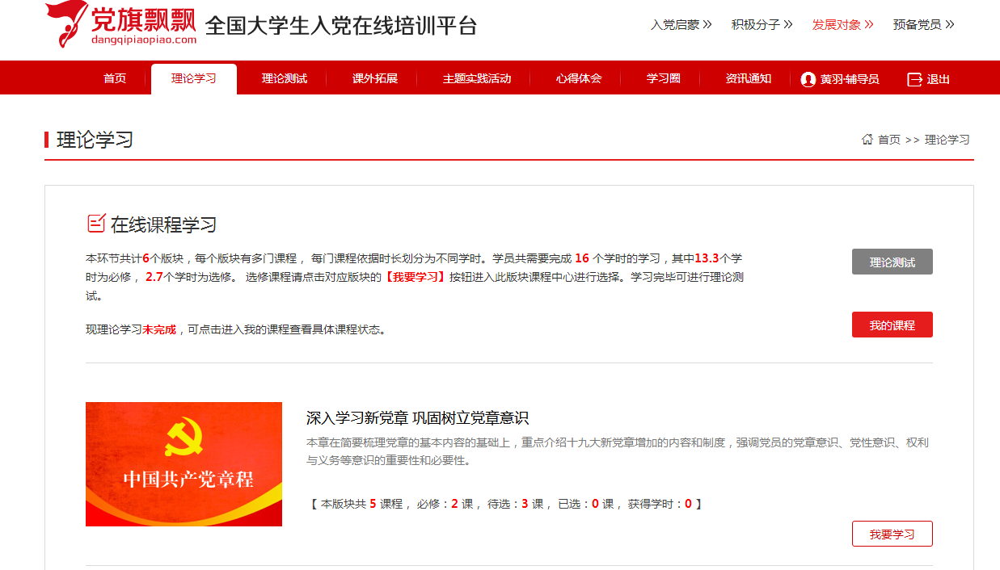 党旗飘飘
dangqipiaopiao.com
全国大学生入党在线培训平台
入党启蒙 >> 积极分子 >> 发展对象 >> 预备党员 >>
首页 理论学习 理论测试 课外拓展 主题实践活动 心得体会 学习圈 资讯通知 黄羽-辅导员 退出
理论学习
首页 >> 理论学习
在线课程学习
本环节共计6个版块，每个版块有多门课程 ，每门课程依据时长划分为不同学时。学员共需要完成 16 个学时的学习，其中13.3个学
时为必修 ， 2.7个学时为选修。 选修课程请点击对应版块的【我要学习】按钮进入此版块课程中心进行选择。学习完毕可进行理论测
试。
理论测试
现理论学习未完成，可点击进入我的课程查看具体课程状态。
我的课程
中国共产党章程
深入学习新党章 巩固树立党章意识
本章在简要梳理党章的基本内容的基础上，重点介绍十九大新党章增加的内容和制度，强调党员的党章意识、党性意识、权利
与义务等意识的重要性和必要性。
【 本版块共 5 课程 ， 必修：2 课 ， 待选：3 课 ， 已选：0 课 ， 获得学时：0 】
我要学习